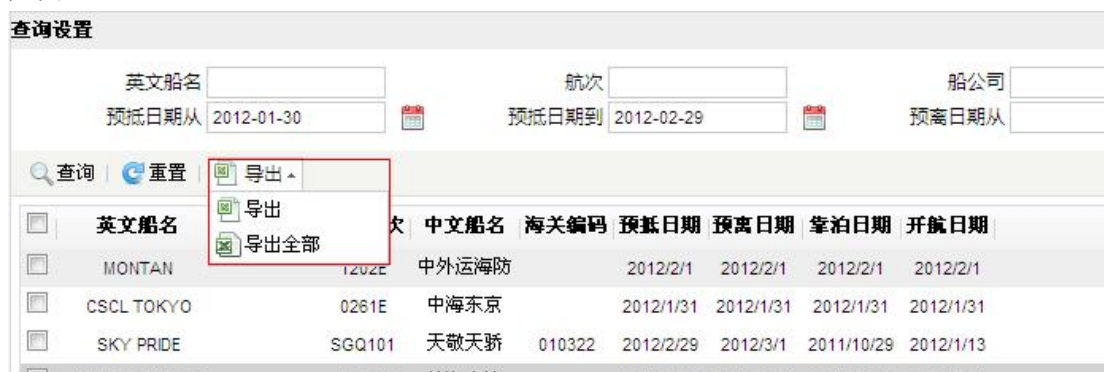 查询设置
英文船名 航次 船公司
预抵日期从 2012-01-30 预抵日期到 2012-02-29 预离日期从
查询 重置 导出
导出
导出全部
英文船名 次 中文船名 海关编码 预抵日期 预离日期 靠泊日期 开航日期
MONTAN 1202E 中外运海防 2012/2/1 2012/2/1 2012/2/1 2012/2/1
CSCL TOKYO 0261E 中海东京 2012/1/31 2012/1/31 2012/1/31 2012/1/31
SKY PRIDE SGQ101 天敬天骄 010322 2012/2/29 2012/3/1 2011/10/29 2012/1/13